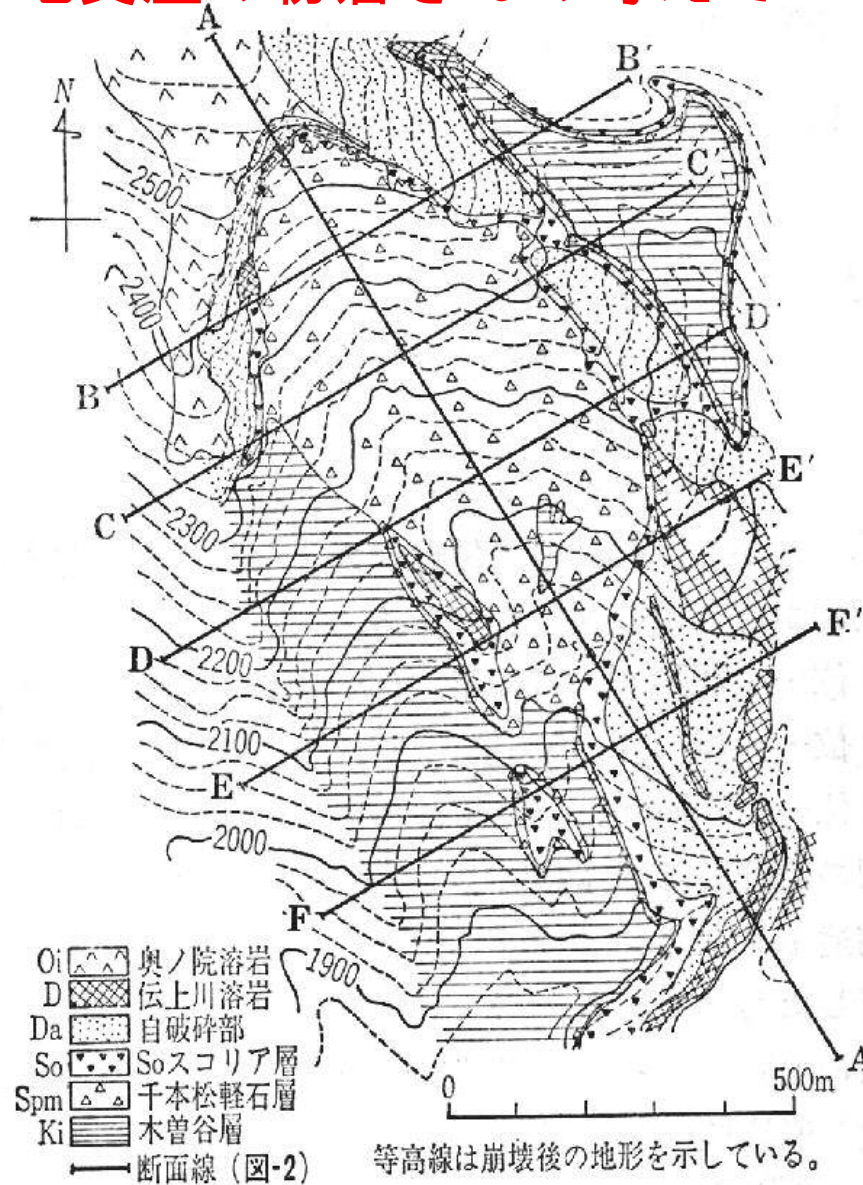 A
B'
N
C'
2500
2400
D'
B
E'
C
2300
F'
D
2200
2100
E
2000
F
1900
Oi 奥ノ院溶岩
D 伝上川溶岩
Da 自破砕部
So Soスコリア層
Spm 千本松軽石層
Ki 木曽谷層
断面線 (図-2)
A
0 500m
等高線は崩壊後の地形を示している。